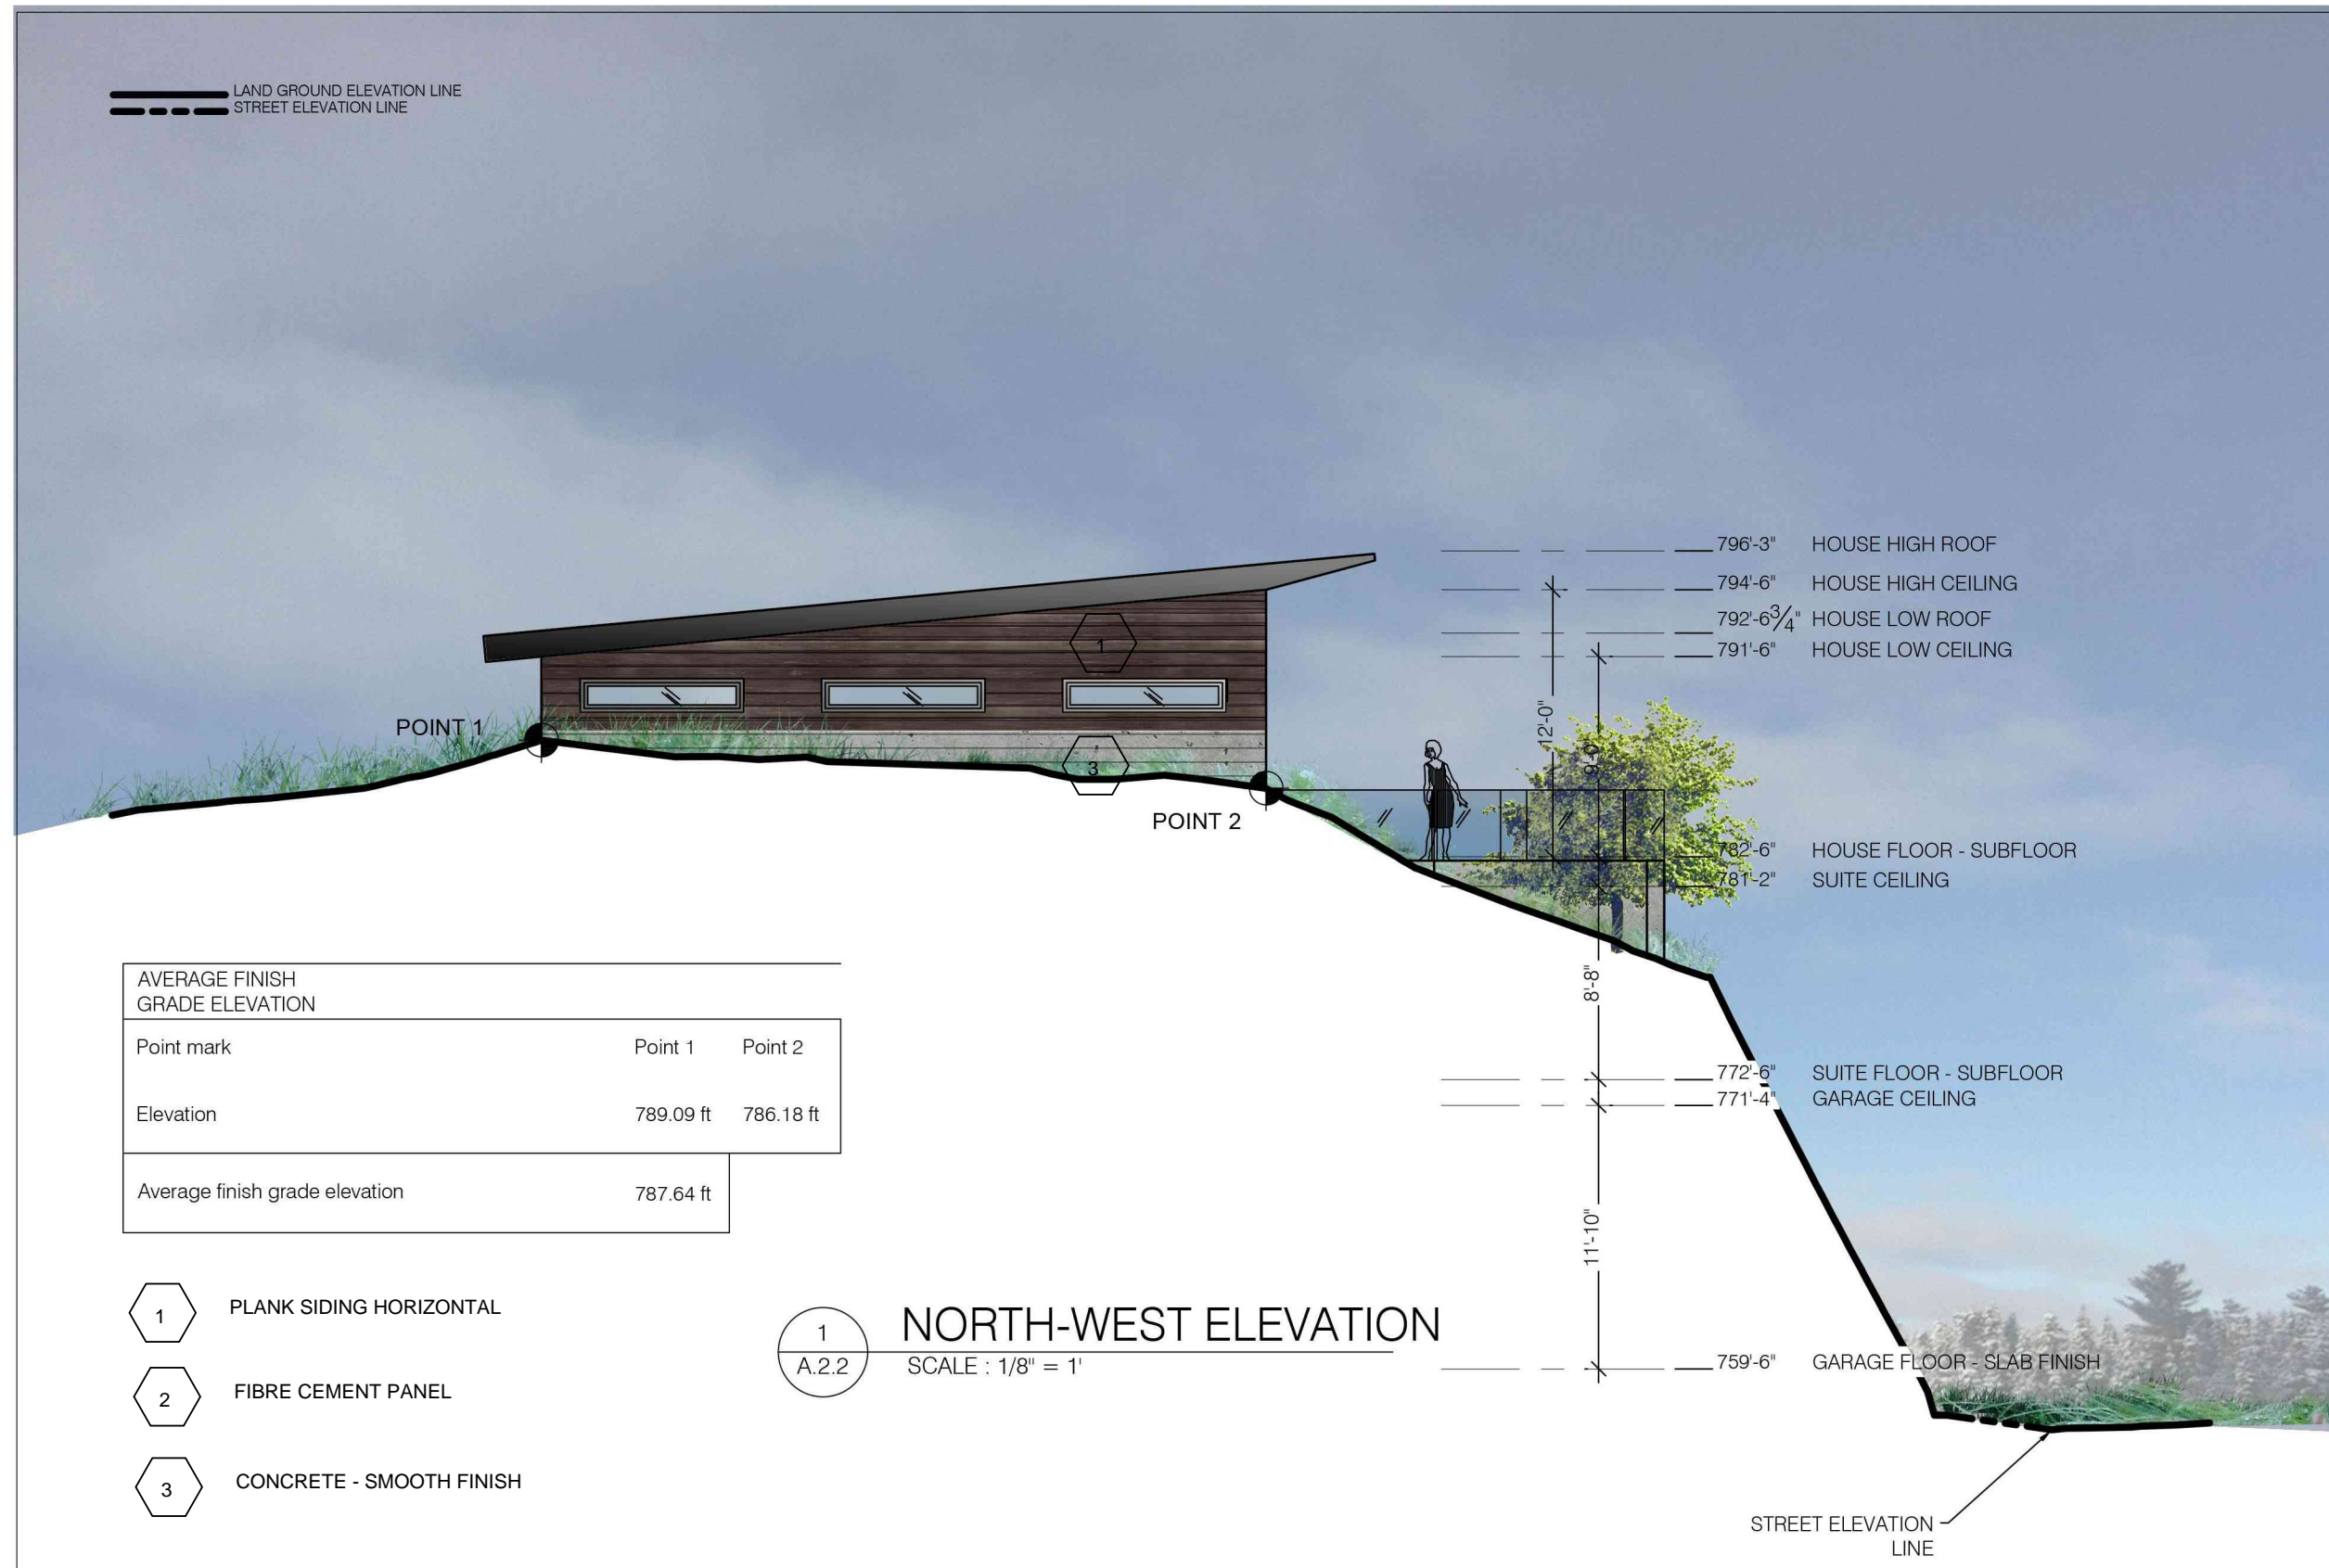 LAND GROUND ELEVATION LINE
STREET ELEVATION LINE
796'-3" HOUSE HIGH ROOF
794'-6" HOUSE HIGH CEILING
792'-6 3/4" HOUSE LOW ROOF
791'-6" HOUSE LOW CEILING
1
12'-0"
9'-0"
POINT 1
3
POINT 2
782'-6" HOUSE FLOOR - SUBFLOOR
781'-2" SUITE CEILING
8'-8"
772'-6" SUITE FLOOR - SUBFLOOR
771'-4" GARAGE CEILING
11'-10"
759'-6" GARAGE FLOOR - SLAB FINISH
STREET ELEVATION
LINE
AVERAGE FINISH
GRADE ELEVATION
Point mark Point 1 Point 2
Elevation 789.09 ft 786.18 ft
Average finish grade elevation 787.64 ft
1 PLANK SIDING HORIZONTAL
2 FIBRE CEMENT PANEL
3 CONCRETE - SMOOTH FINISH
1
A.2.2
NORTH-WEST ELEVATION
SCALE : 1/8" = 1'